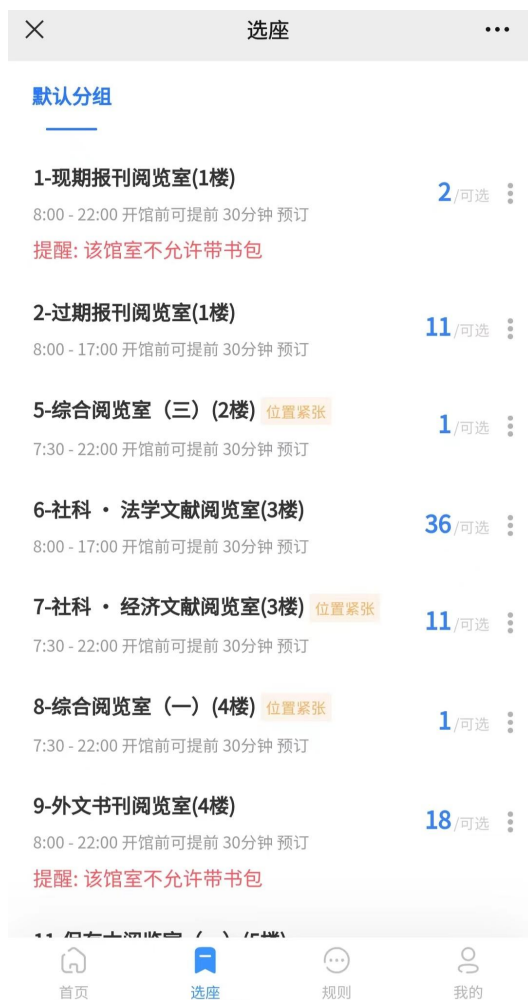 选座
默认分组
1-现期报刊阅览室(1楼)
2/可选
8:00 - 22:00 开馆前可提前 30分钟 预订
提醒: 该馆室不允许带书包
2-过期报刊阅览室(1楼)
11/可选
8:00 - 17:00 开馆前可提前 30分钟 预订
5-综合阅览室（三）(2楼) 位置紧张
1/可选
7:30 - 22:00 开馆前可提前 30分钟 预订
6-社科 · 法学文献阅览室(3楼)
36/可选
8:00 - 17:00 开馆前可提前 30分钟 预订
7-社科 · 经济文献阅览室(3楼) 位置紧张
11/可选
7:30 - 22:00 开馆前可提前 30分钟 预订
8-综合阅览室（一）(4楼) 位置紧张
1/可选
7:30 - 22:00 开馆前可提前 30分钟 预订
9-外文书刊阅览室(4楼)
18/可选
8:00 - 22:00 开馆前可提前 30分钟 预订
提醒: 该馆室不允许带书包
首页 选座 规则 我的